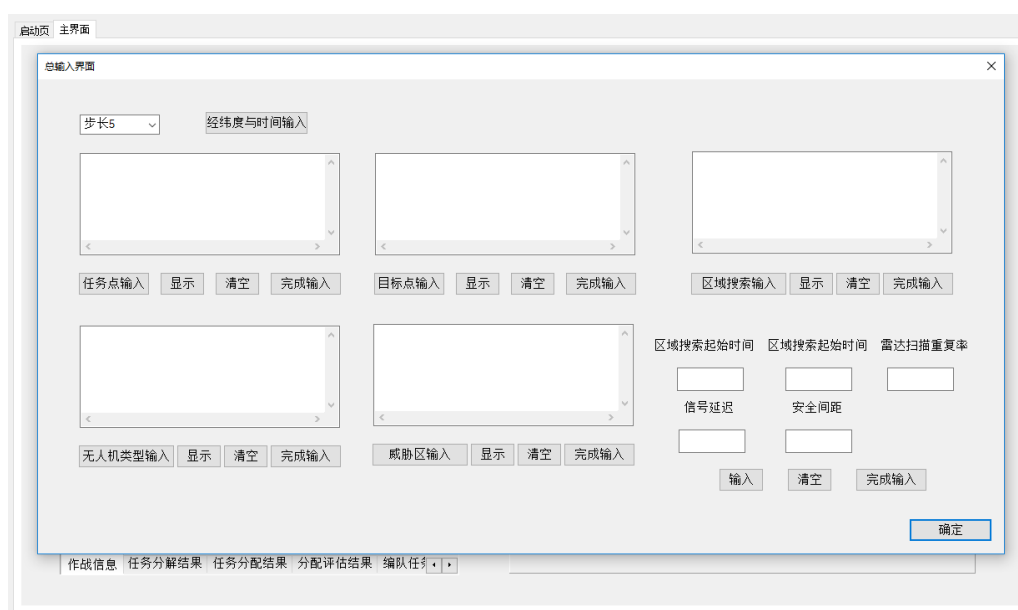 启动页 主界面
总输入界面
步长5 经纬度与时间输入
任务点输入 显示 清空 完成输入 目标点输入 显示 清空 完成输入 区域搜索输入 显示 清空 完成输入
区域搜索起始时间 区域搜索起始时间 雷达扫描重复率
信号延迟 安全间距
无人机类型输入 显示 清空 完成输入 威胁区输入 显示 清空 完成输入
输入 清空 完成输入
确定
作战信息 任务分解结果 任务分配结果 分配评估结果 编队任